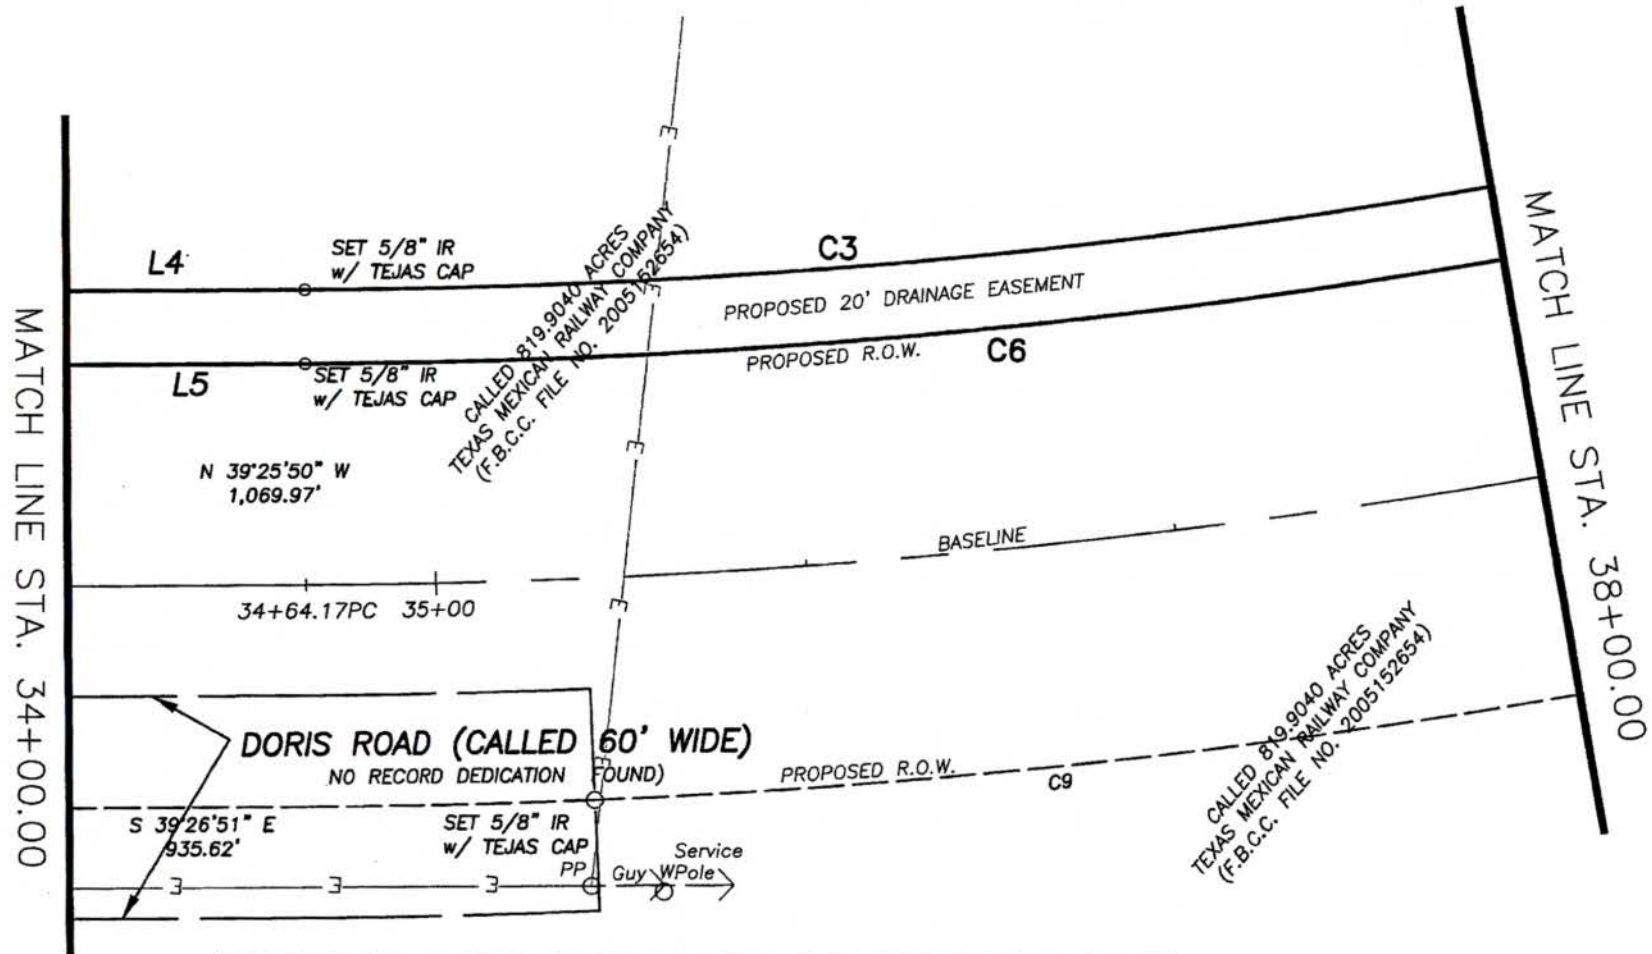 MATCH LINE STA. 34+00.00
MATCH LINE STA. 38+00.00
L4
SET 5/8" IR
w/ TEJAS CAP
C3
PROPOSED 20' DRAINAGE EASEMENT
L5
SET 5/8" IR
w/ TEJAS CAP
CALLED 819.9040 ACRES
TEXAS MEXICAN RAILWAY COMPANY
(F.B.C.C. FILE NO. 2005152654)
PROPOSED R.O.W.
C6
N 39°25'50" W
1,069.97'
BASELINE
34+64.17PC
35+00
DORIS ROAD (CALLED 60' WIDE)
NO RECORD DEDICATION FOUND)
PROPOSED R.O.W.
C9
CALLED 819.9040 ACRES
TEXAS MEXICAN RAILWAY COMPANY
(F.B.C.C. FILE NO. 2005152654)
S 39°26'51" E
935.62'
SET 5/8" IR
w/ TEJAS CAP
PP
Guy W
Service
Pole
E
E
E
E
E
E
E
E